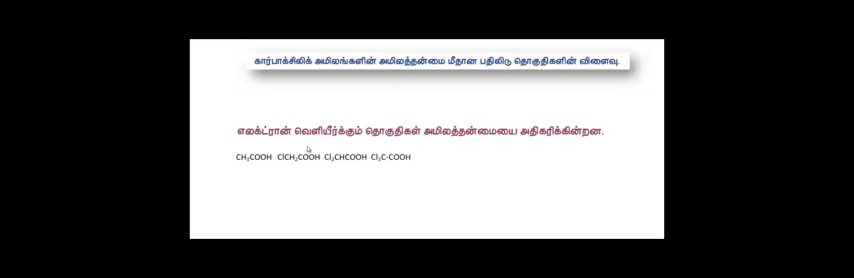 கார்பாக்சிலிக் அமிலங்களின் அமிலத்தன்மை மீதான பதிலிடு தொகுதிகளின் விளைவு.
எலக்ட்ரான் வெளியீர்க்கும் தொகுதிகள் அமிலத்தன்மையை அதிகரிக்கின்றன.
CH₃COOH ClCH₂COOH Cl₂CHCOOH Cl₃C-COOH